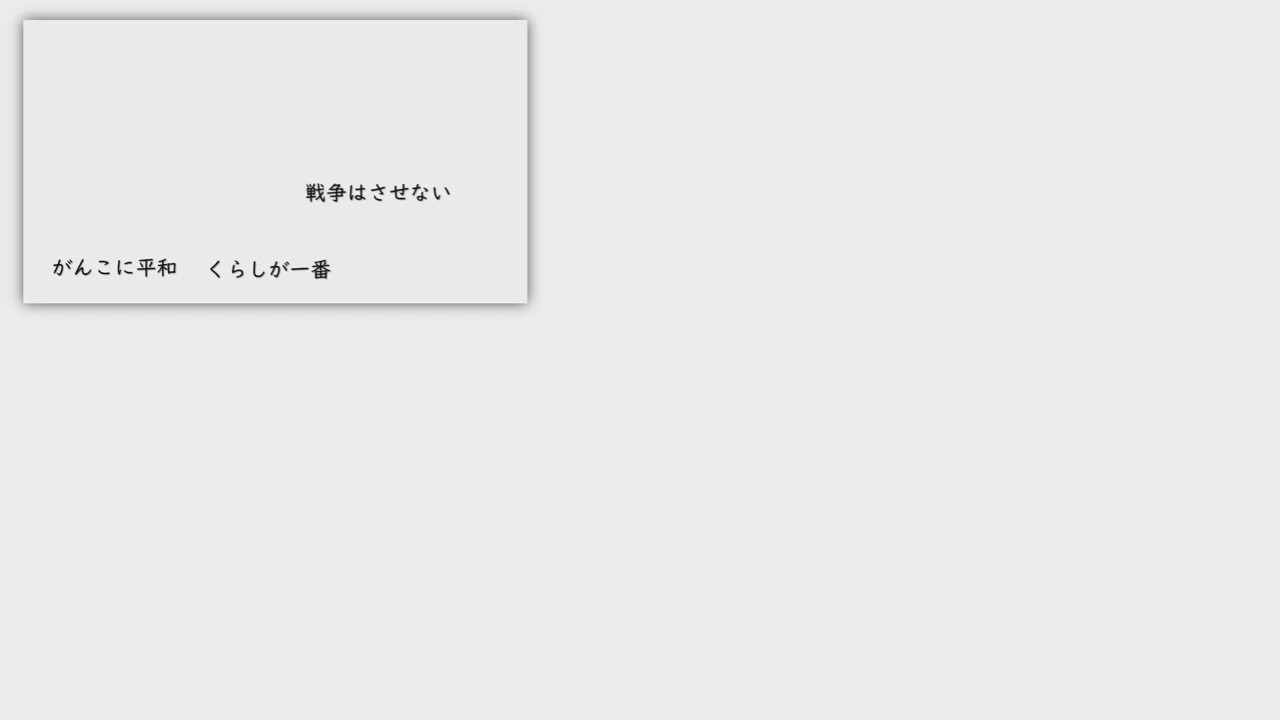 戦争はさせない
がんこに平和　くらしが一番